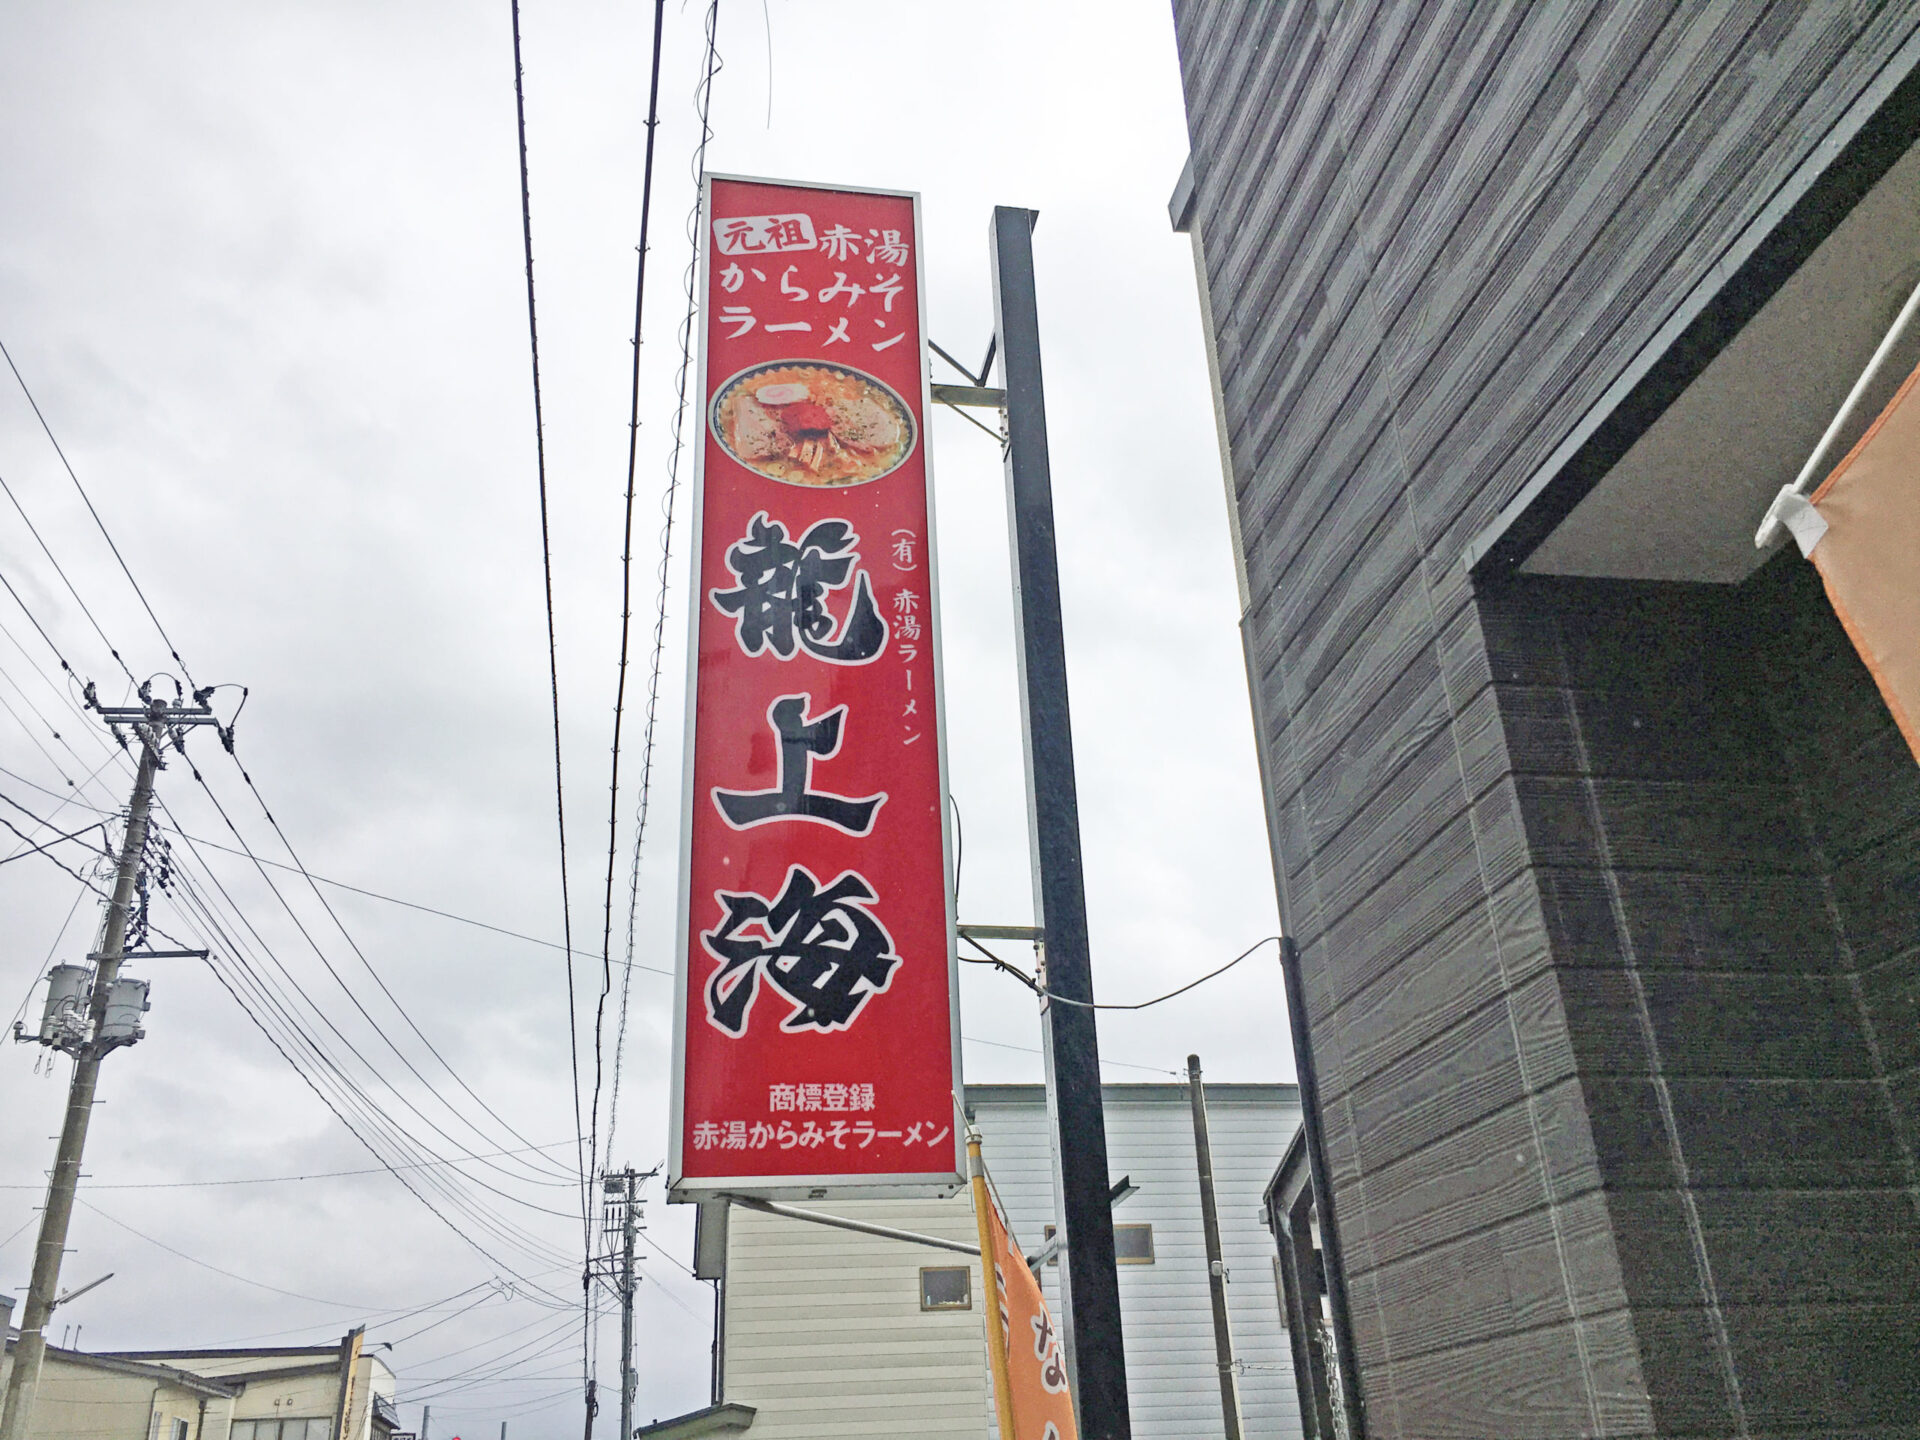 元祖 赤湯
からみそ
ラーメン
(有) 赤湯ラーメン
龍上海
商標登録
赤湯からみそラーメン
な